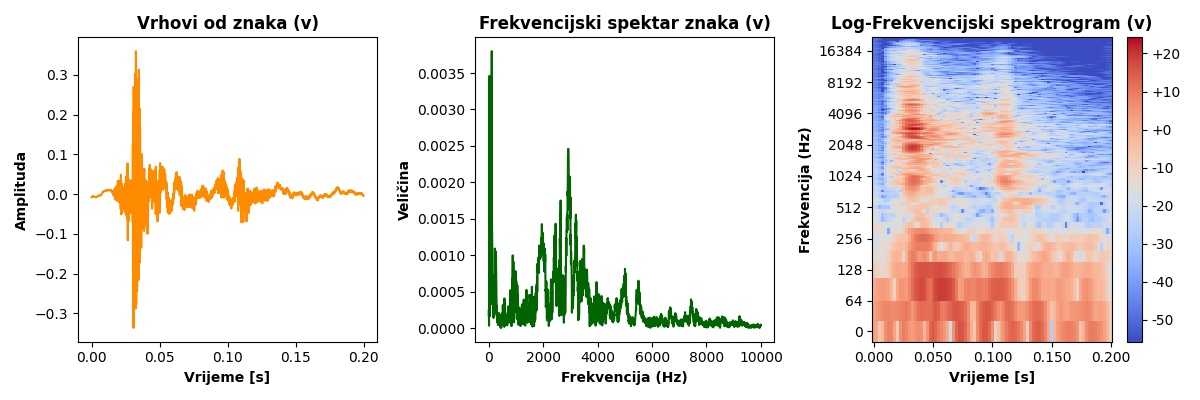 Vrhovi od znaka (v)
0.3
0.2
0.1
0.0
−0.1
−0.2
−0.3
Amplituda
0.00 0.05 0.10 0.15 0.20
Vrijeme [s]
Frekvencijski spektar znaka (v)
0.0035
0.0030
0.0025
0.0020
0.0015
0.0010
0.0005
0.0000
Veličina
0 2000 4000 6000 8000 10000
Frekvencija (Hz)
Log-Frekvencijski spektrogram (v)
16384
8192
4096
2048
1024
512
256
128
64
0
Frekvencija (Hz)
0.000 0.050 0.100 0.150 0.200
Vrijeme [s]
+20
+10
+0
-10
-20
-30
-40
-50